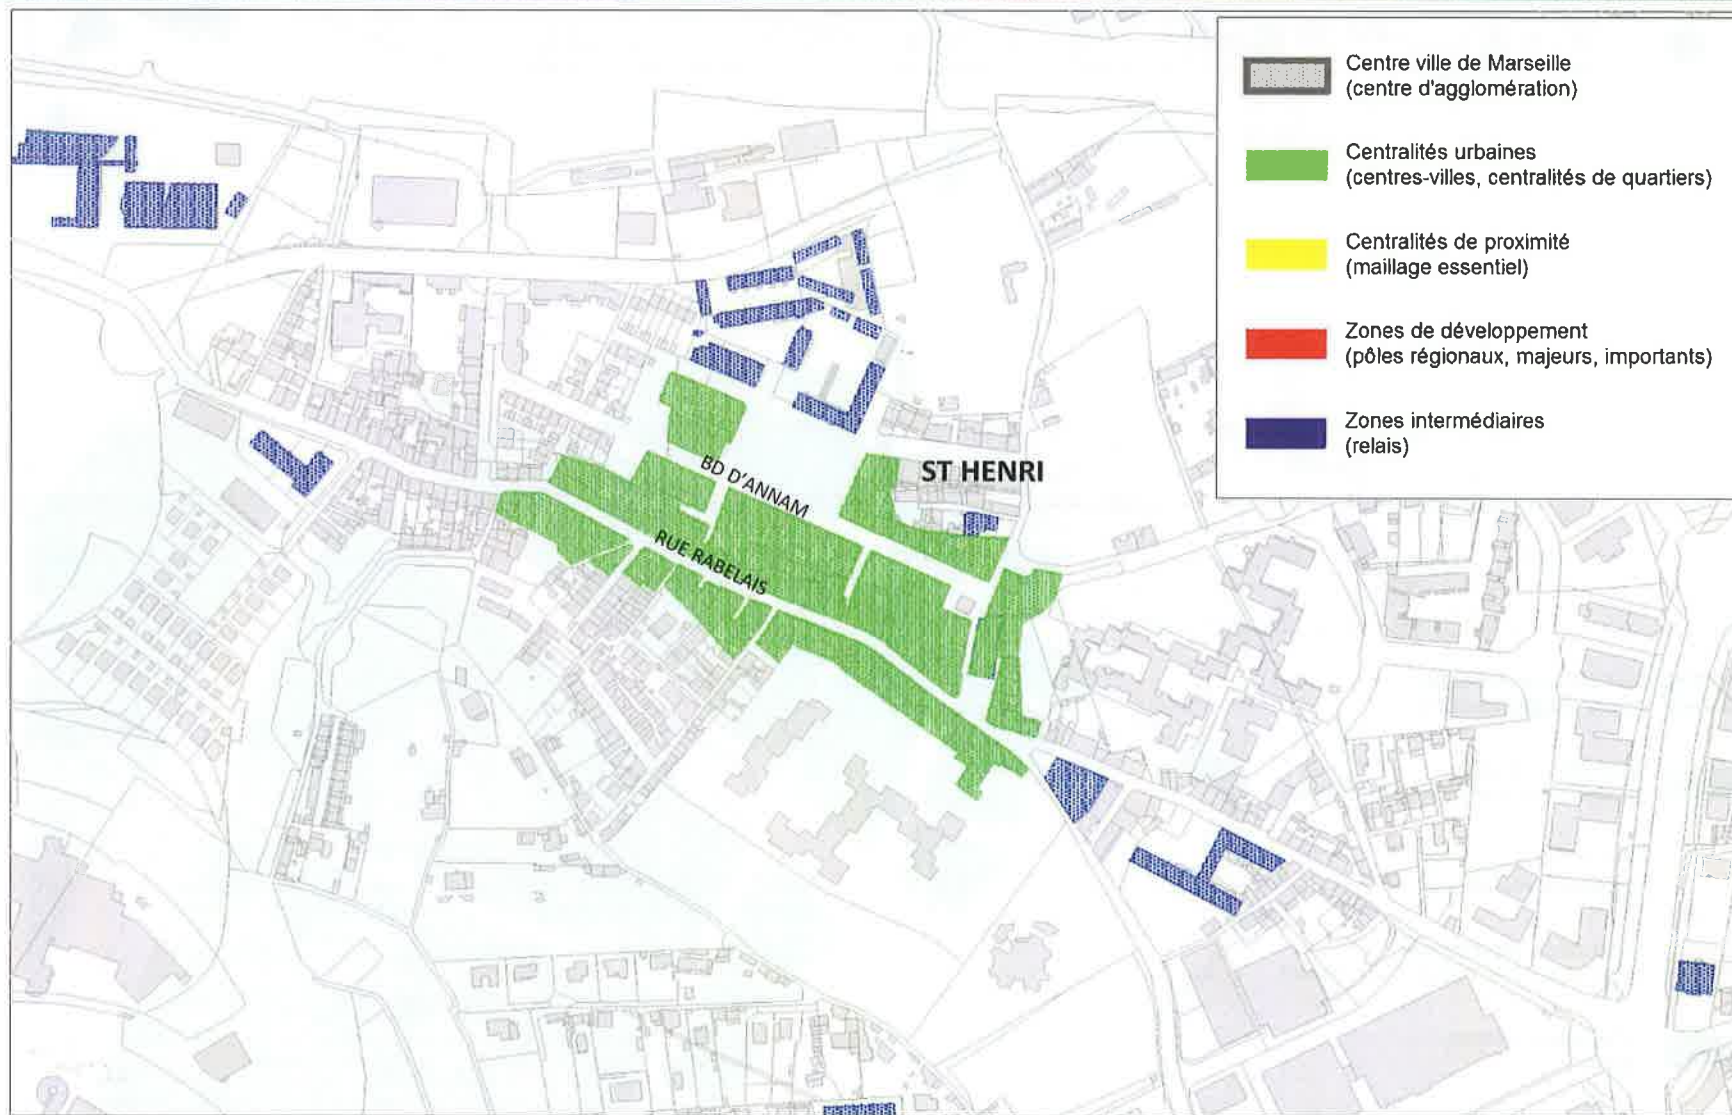 Centre ville de Marseille
(centre d'agglomération)
Centralités urbaines
(centres-villes, centralités de quartiers)
Centralités de proximité
(maillage essentiel)
Zones de développement
(pôles régionaux, majeurs, importants)
Zones intermédiaires
(relais)
ST HENRI
BD D'ANNAM
RUE RABELAIS